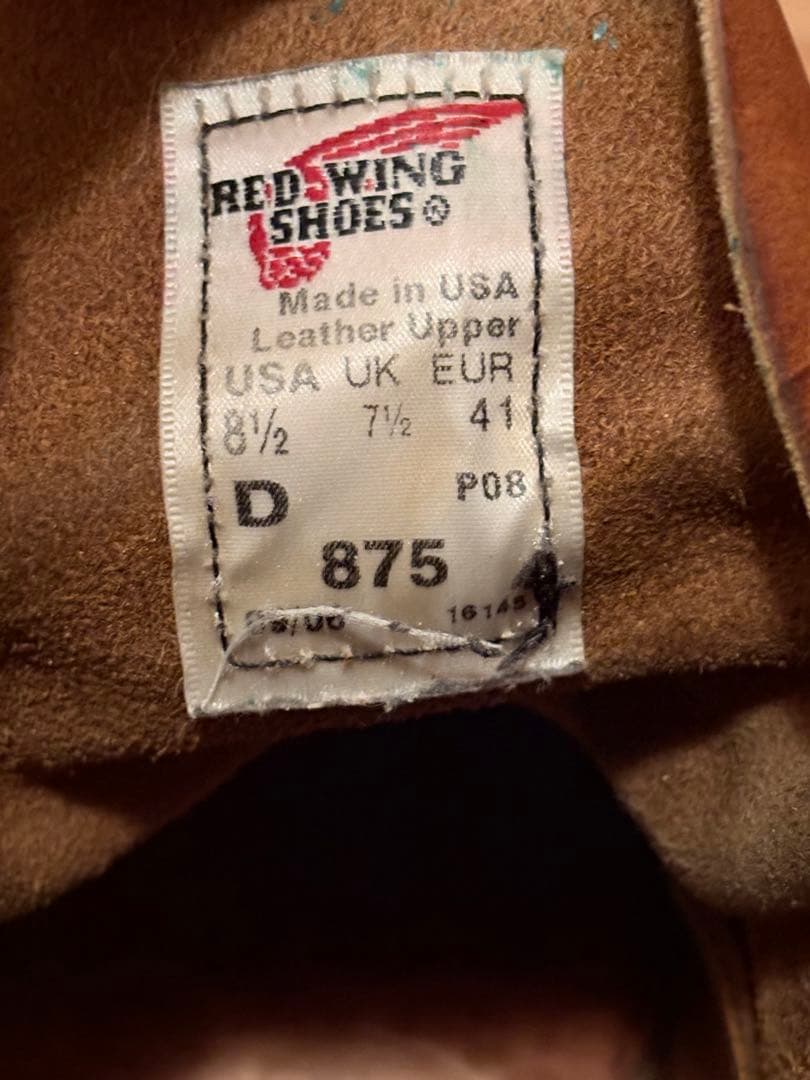 RED WING
SHOES®
Made in USA
Leather Upper
USA UK EUR
8½ 7½ 41
D P08
875
16145